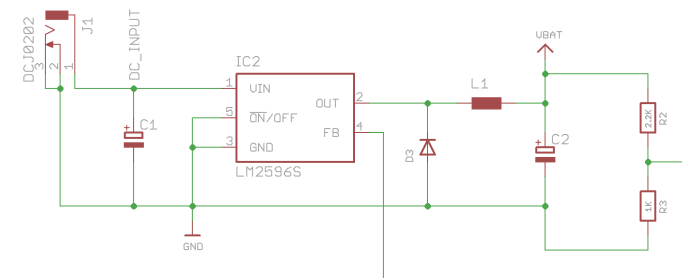 DCJ0202
J1
3
2
1
DC_INPUT
C1
+
IC2
1
VIN
5
ON/OFF
3
GND
OUT
2
FB
4
LM2596S
GND
D3
L1
VBAT
+
C2
2.2K
R2
1K
R3